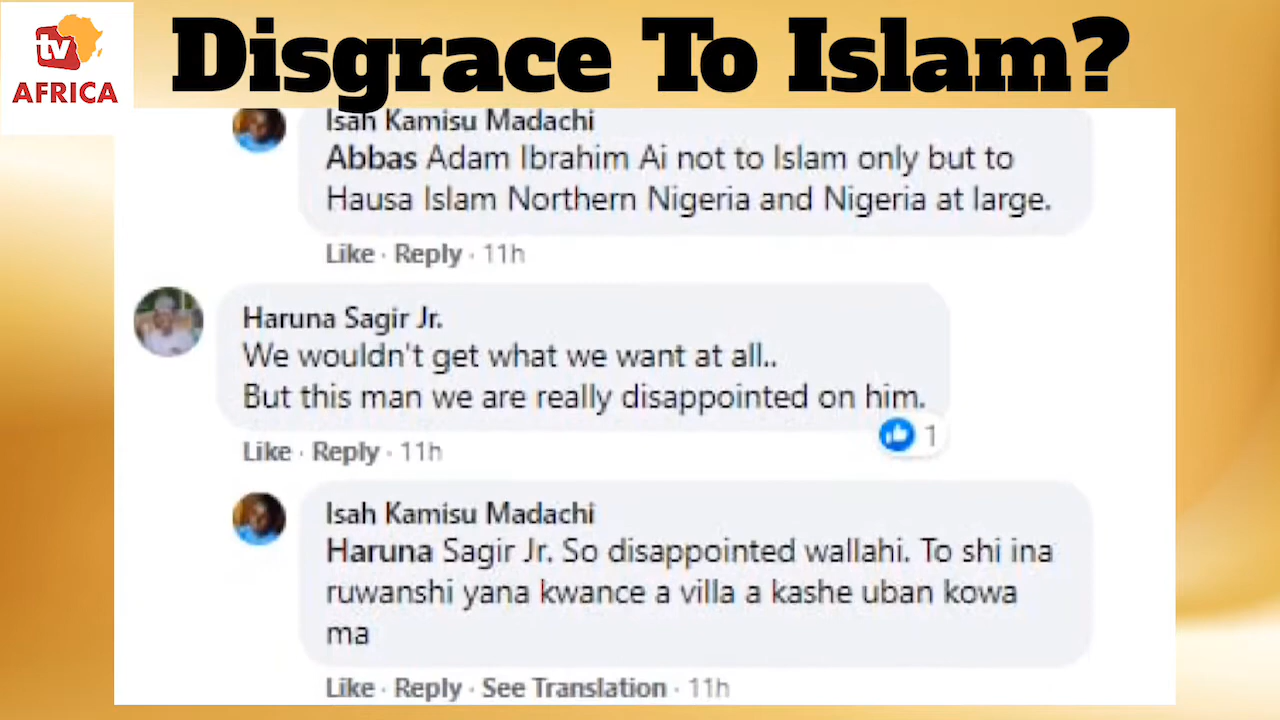 tv
AFRICA
Disgrace To Islam?
Isah Kamisu Madachi
Abbas Adam Ibrahim Ai not to Islam only but to
Hausa Islam Northern Nigeria and Nigeria at large.
Like · Reply · 11h
Haruna Sagir Jr.
We wouldn't get what we want at all..
But this man we are really disappointed on him.
1
Like · Reply · 11h
Isah Kamisu Madachi
Haruna Sagir Jr. So disappointed wallahi. To shi ina
ruwanshi yana kwance a villa a kashe uban kowa
ma
Like · Reply · See Translation · 11h